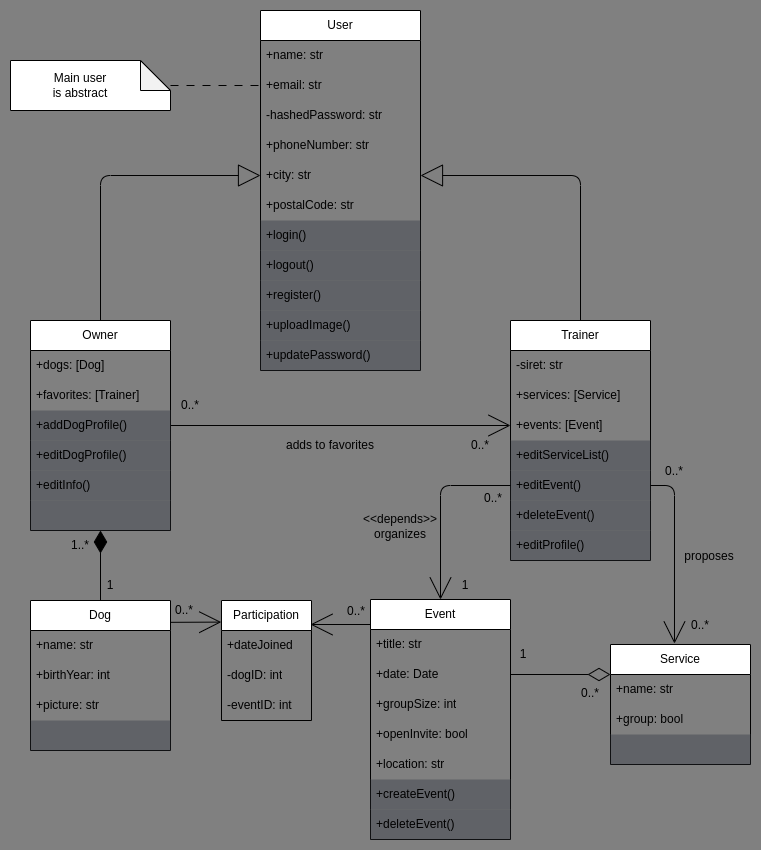 User
+name: str
+email: str
-hashedPassword: str
+phoneNumber: str
+city: str
+postalCode: str
+login()
+logout()
+register()
+uploadImage()
+updatePassword()
Main user
is abstract
Owner
+dogs: [Dog]
+favorites: [Trainer]
+addDogProfile()
+editDogProfile()
+editInfo()
0..*
adds to favorites
0..*
Trainer
-siret: str
+services: [Service]
+events: [Event]
+editServiceList()
+editEvent()
+deleteEvent()
+editProfile()
0..*
<<depends>>
organizes
1
0..*
proposes
0..*
1..*
1
Dog
+name: str
+birthYear: int
+picture: str
0..*
Participation
+dateJoined
-dogID: int
-eventID: int
0..*
Event
+title: str
+date: Date
+groupSize: int
+openInvite: bool
+location: str
+createEvent()
+deleteEvent()
1
0..*
Service
+name: str
+group: bool